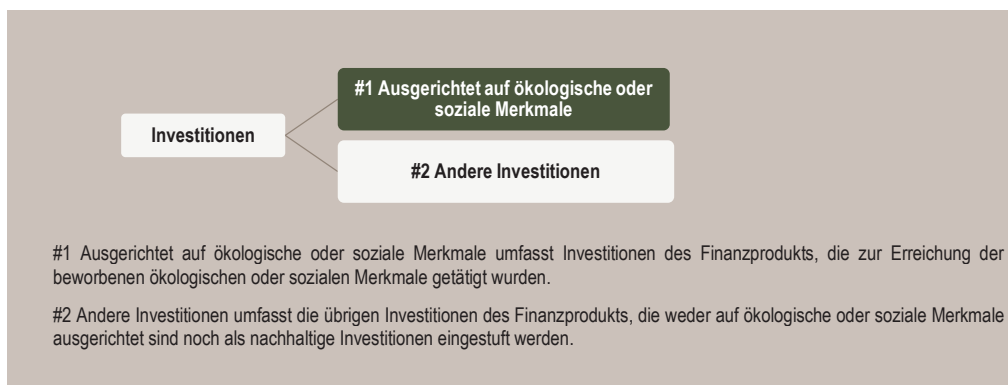 #1 Ausgerichtet auf ökologische oder
soziale Merkmale
Investitionen
#2 Andere Investitionen
#1 Ausgerichtet auf ökologische oder soziale Merkmale umfasst Investitionen des Finanzprodukts, die zur Erreichung der
beworbenen ökologischen oder sozialen Merkmale getätigt wurden.
#2 Andere Investitionen umfasst die übrigen Investitionen des Finanzprodukts, die weder auf ökologische oder soziale Merkmale
ausgerichtet sind noch als nachhaltige Investitionen eingestuft werden.